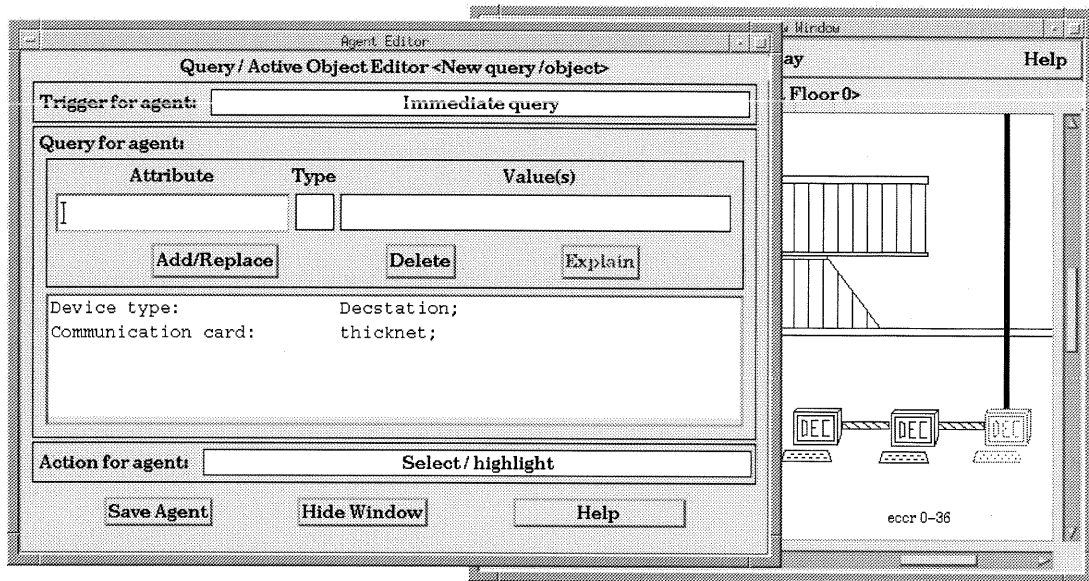 Agent Editor
Query / Active Object Editor <New query/object>
Trigger for agent: Immediate query
Query for agent:
Attribute Type Value(s)
Add/Replace Delete Explain
Device type: Decstation;
Communication card: thicknet;
Action for agent: Select/highlight
Save Agent Hide Window Help
Window
ay Help
Floor 0>
DEC DEC DEC
eccr 0-36